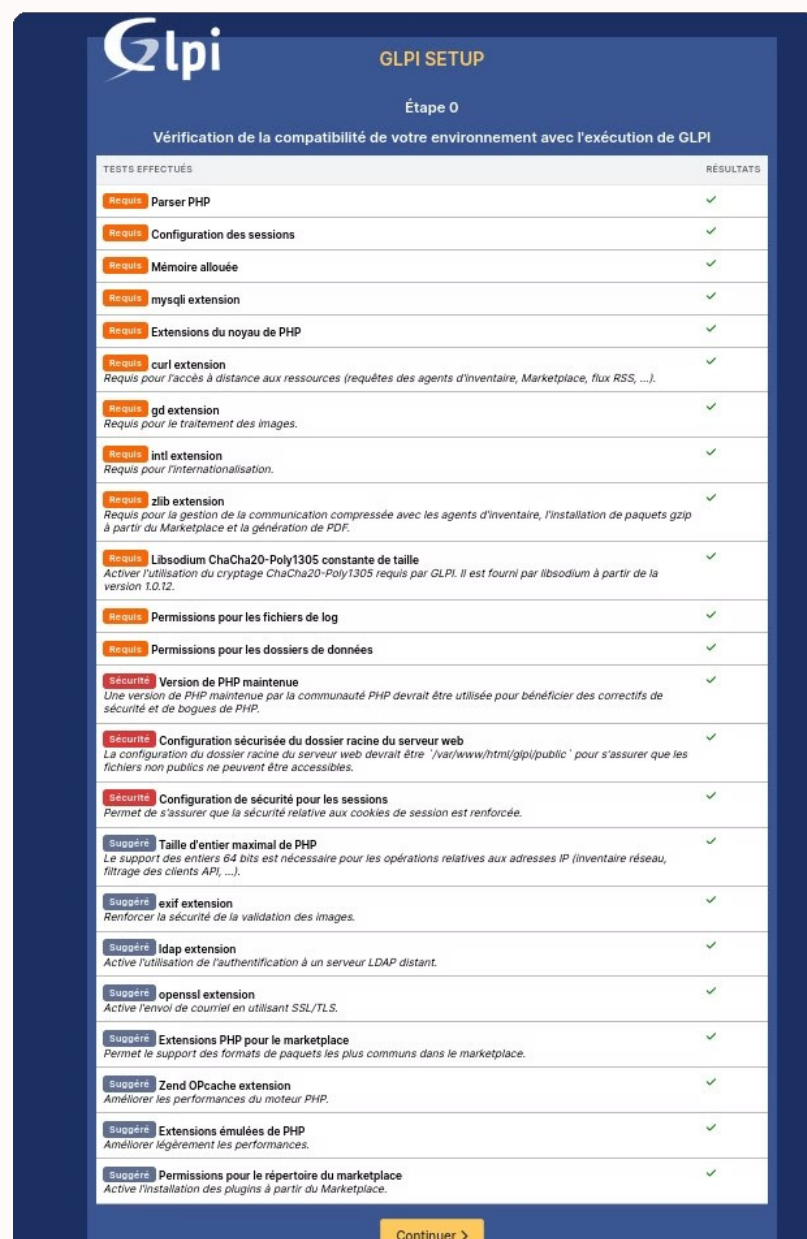 Glpi
GLPI SETUP
Étape 0
Vérification de la compatibilité de votre environnement avec l'exécution de GLPI
TESTS EFFECTUÉS RÉSULTATS
Requis Parser PHP
Requis Configuration des sessions
Requis Mémoire allouée
Requis mysqli extension
Requis Extensions du noyau de PHP
Requis curl extension
Requis pour l'accès à distance aux ressources (requêtes des agents d'inventaire, Marketplace, flux RSS, ...).
Requis gd extension
Requis pour le traitement des images.
Requis intl extension
Requis pour l'internationalisation.
Requis zlib extension
Requis pour la gestion de la communication compressée avec les agents d'inventaire, l'installation de paquets gzip
à partir du Marketplace et la génération de PDF.
Requis Libsodium ChaCha20-Poly1305 constante de taille
Activer l'utilisation du cryptage ChaCha20-Poly1305 requis par GLPI. Il est fourni par libsodium à partir de la
version 1.0.12.
Requis Permissions pour les fichiers de log
Requis Permissions pour les dossiers de données
Sécurité Version de PHP maintenue
Une version de PHP maintenue par la communauté PHP devrait être utilisée pour bénéficier des correctifs de
sécurité et de bogues de PHP.
Sécurité Configuration sécurisée du dossier racine du serveur web
La configuration du dossier racine du serveur web devrait être `/var/www/html/glpi/public` pour s'assurer que les
fichiers non publics ne peuvent être accessibles.
Sécurité Configuration de sécurité pour les sessions
Permet de s'assurer que la sécurité relative aux cookies de session est renforcée.
Suggéré Taille d'entier maximal de PHP
Le support des entiers 64 bits est nécessaire pour les opérations relatives aux adresses IP (inventaire réseau,
filtrage des clients API, ...).
Suggéré exif extension
Renforcer la sécurité de la validation des images.
Suggéré ldap extension
Active l'utilisation de l'authentification à un serveur LDAP distant.
Suggéré openssl extension
Active l'envoi de courriel en utilisant SSL/TLS.
Suggéré Extensions PHP pour le marketplace
Permet le support des formats de paquets les plus communs dans le marketplace.
Suggéré Zend OPcache extension
Améliorer les performances du moteur PHP.
Suggéré Extensions émulées de PHP
Améliorer légèrement les performances.
Suggéré Permissions pour le répertoire du marketplace
Active l'installation des plugins à partir du Marketplace.
Continuer >